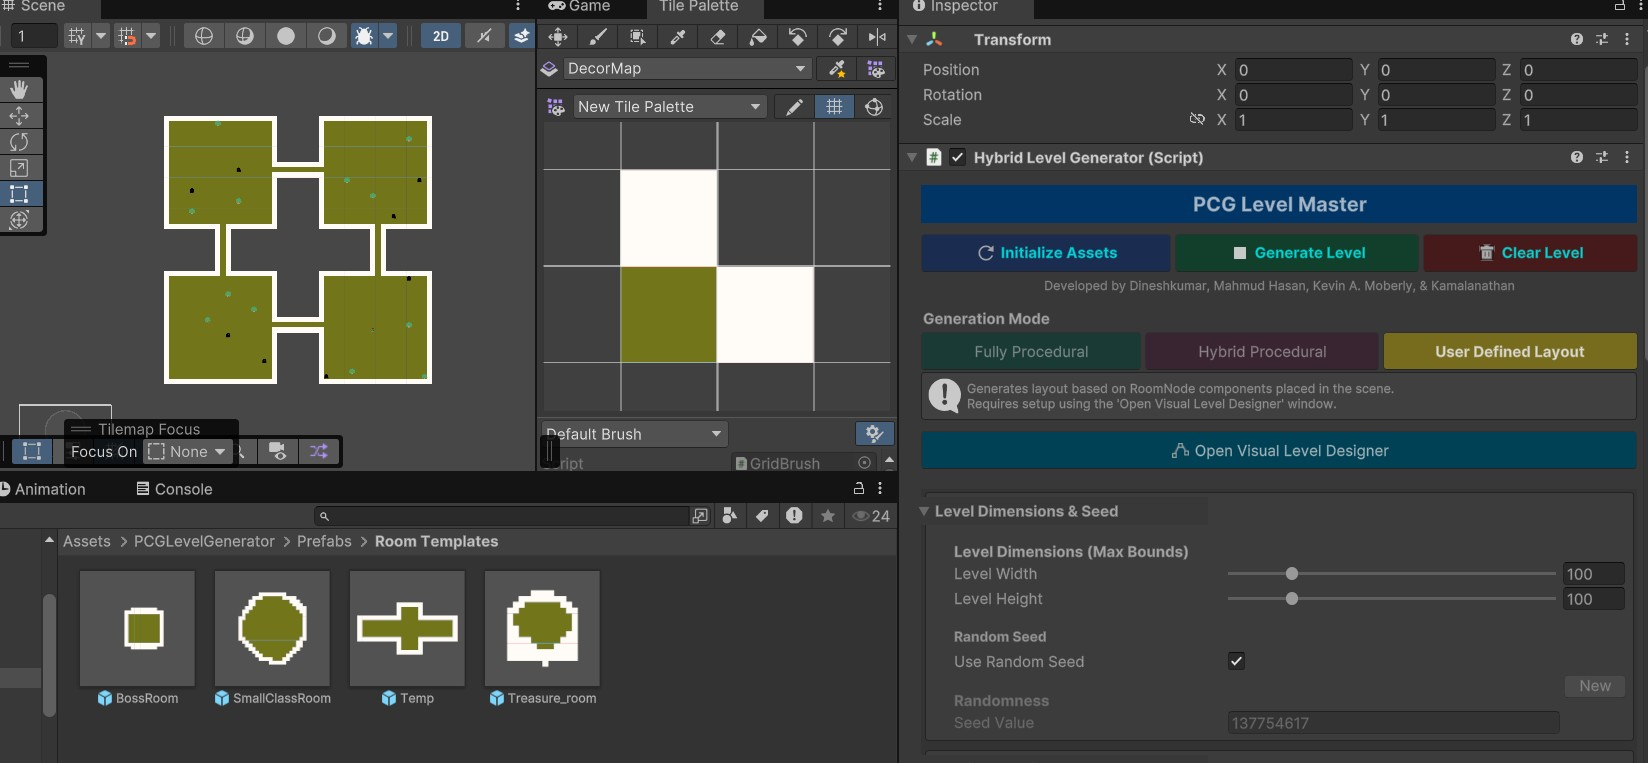 Scene
Game
Tile Palette
Inspector
1
2D
DecorMap
New Tile Palette
Tilemap Focus
Focus On
None
Default Brush
GridBrush
Transform
Position X 0 Y 0 Z 0
Rotation X 0 Y 0 Z 0
Scale X 1 Y 1 Z 1
# Hybrid Level Generator (Script)
PCG Level Master
Initialize Assets
Generate Level
Clear Level
Developed by Dineshkumar, Mahmud Hasan, Kevin A. Moberly, & Kamalanathan
Generation Mode
Fully Procedural
Hybrid Procedural
User Defined Layout
Generates layout based on RoomNode components placed in the scene.
Requires setup using the 'Open Visual Level Designer' window.
Open Visual Level Designer
Level Dimensions & Seed
Level Dimensions (Max Bounds)
Level Width 100
Level Height 100
Random Seed
Use Random Seed
New
Randomness
Seed Value 137754617
Animation
Console
24
Assets > PCGLevelGenerator > Prefabs > Room Templates
BossRoom
SmallClassRoom
Temp
Treasure_room